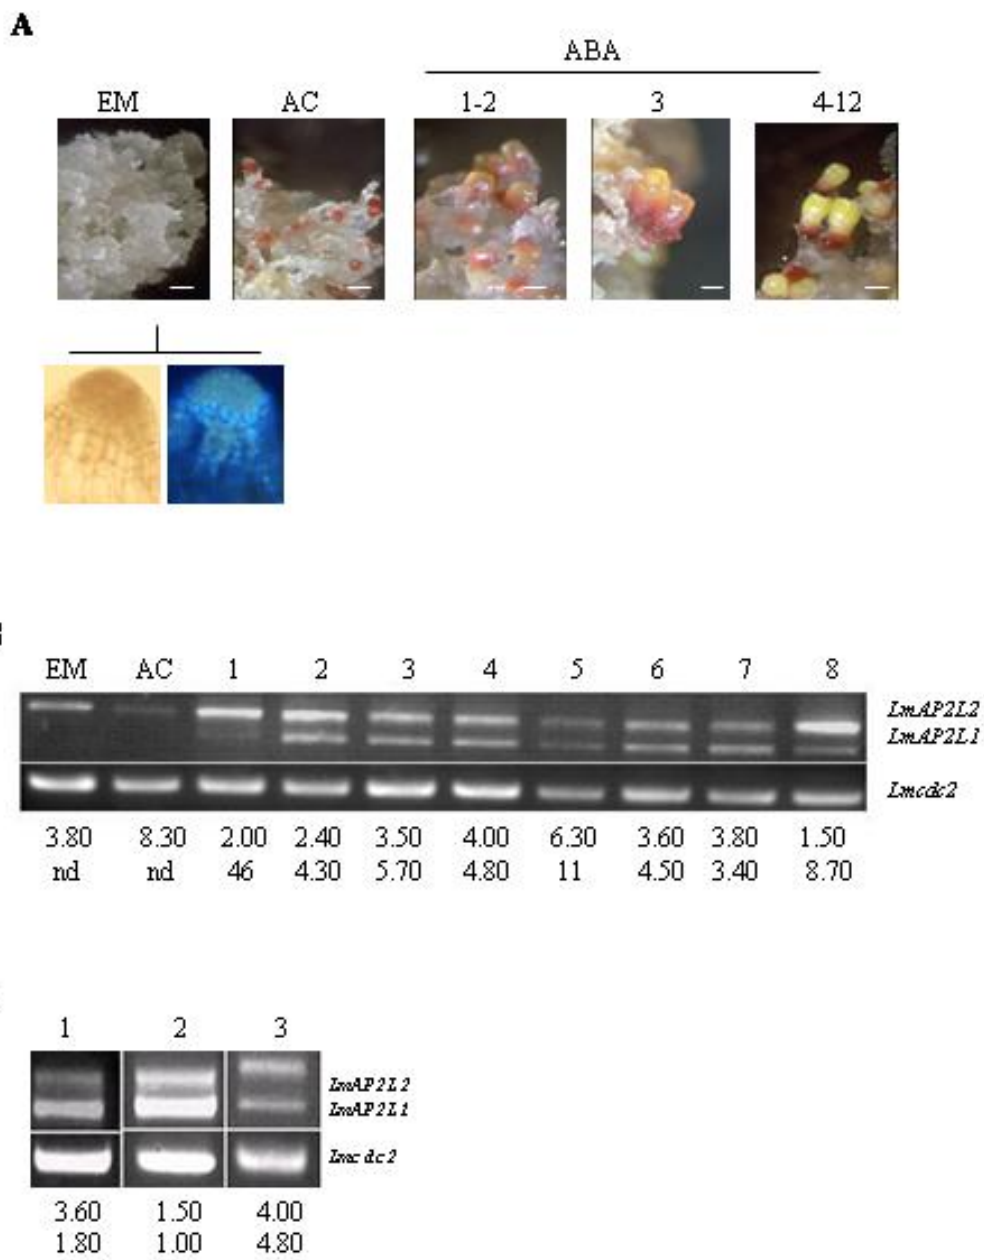 A
ABA
EM AC 1-2 3 4-12
EM AC 1 2 3 4 5 6 7 8
LmAP2L2
LmAP2L1
Lmcdc2
3.80 8.30 2.00 2.40 3.50 4.00 6.30 3.60 3.80 1.50
nd nd 46 4.30 5.70 4.80 11 4.50 3.40 8.70
1 2 3
LmAP2L2
LmAP2L1
Lmcdc2
3.60 1.50 4.00
1.80 1.00 4.80